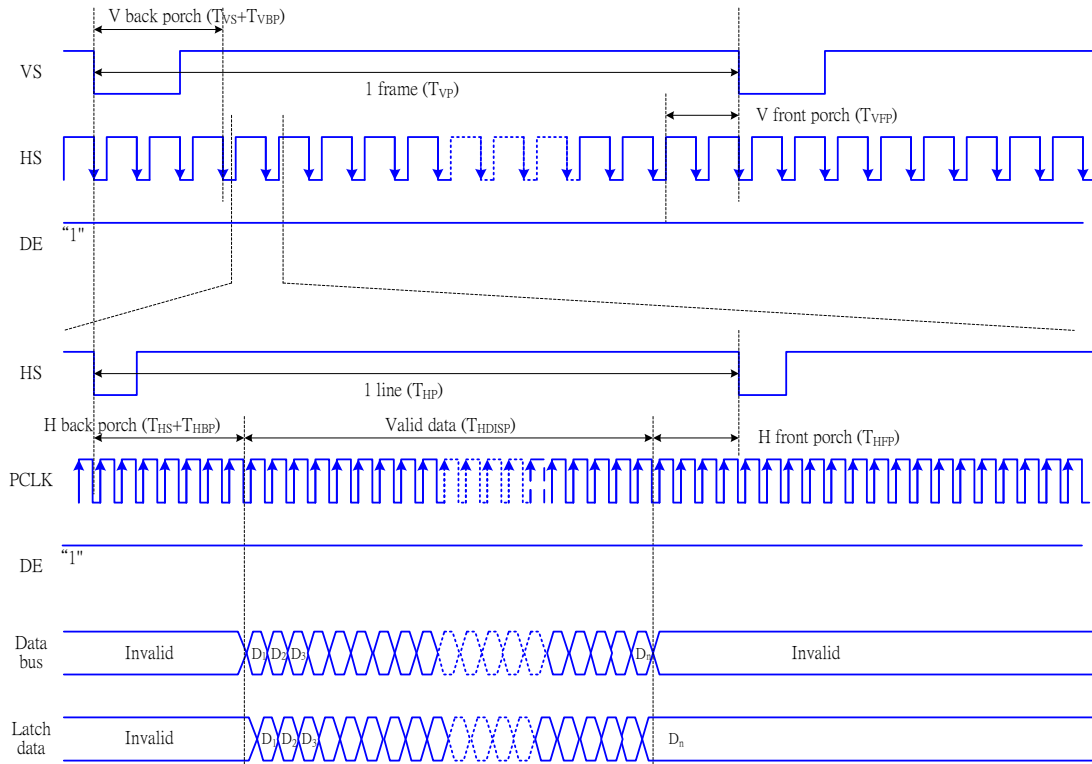 V back porch (TVS+TVBP)
VS
1 frame (TVP)
V front porch (TVFP)
HS
"1"
DE
HS
1 line (THP)
H back porch (THS+THBP)
Valid data (THDISP)
H front porch (THFP)
PCLK
"1"
DE
Data
bus
Invalid
D1
D2
D3
Dn
Invalid
Latch
data
Invalid
D1
D2
D3
Dn